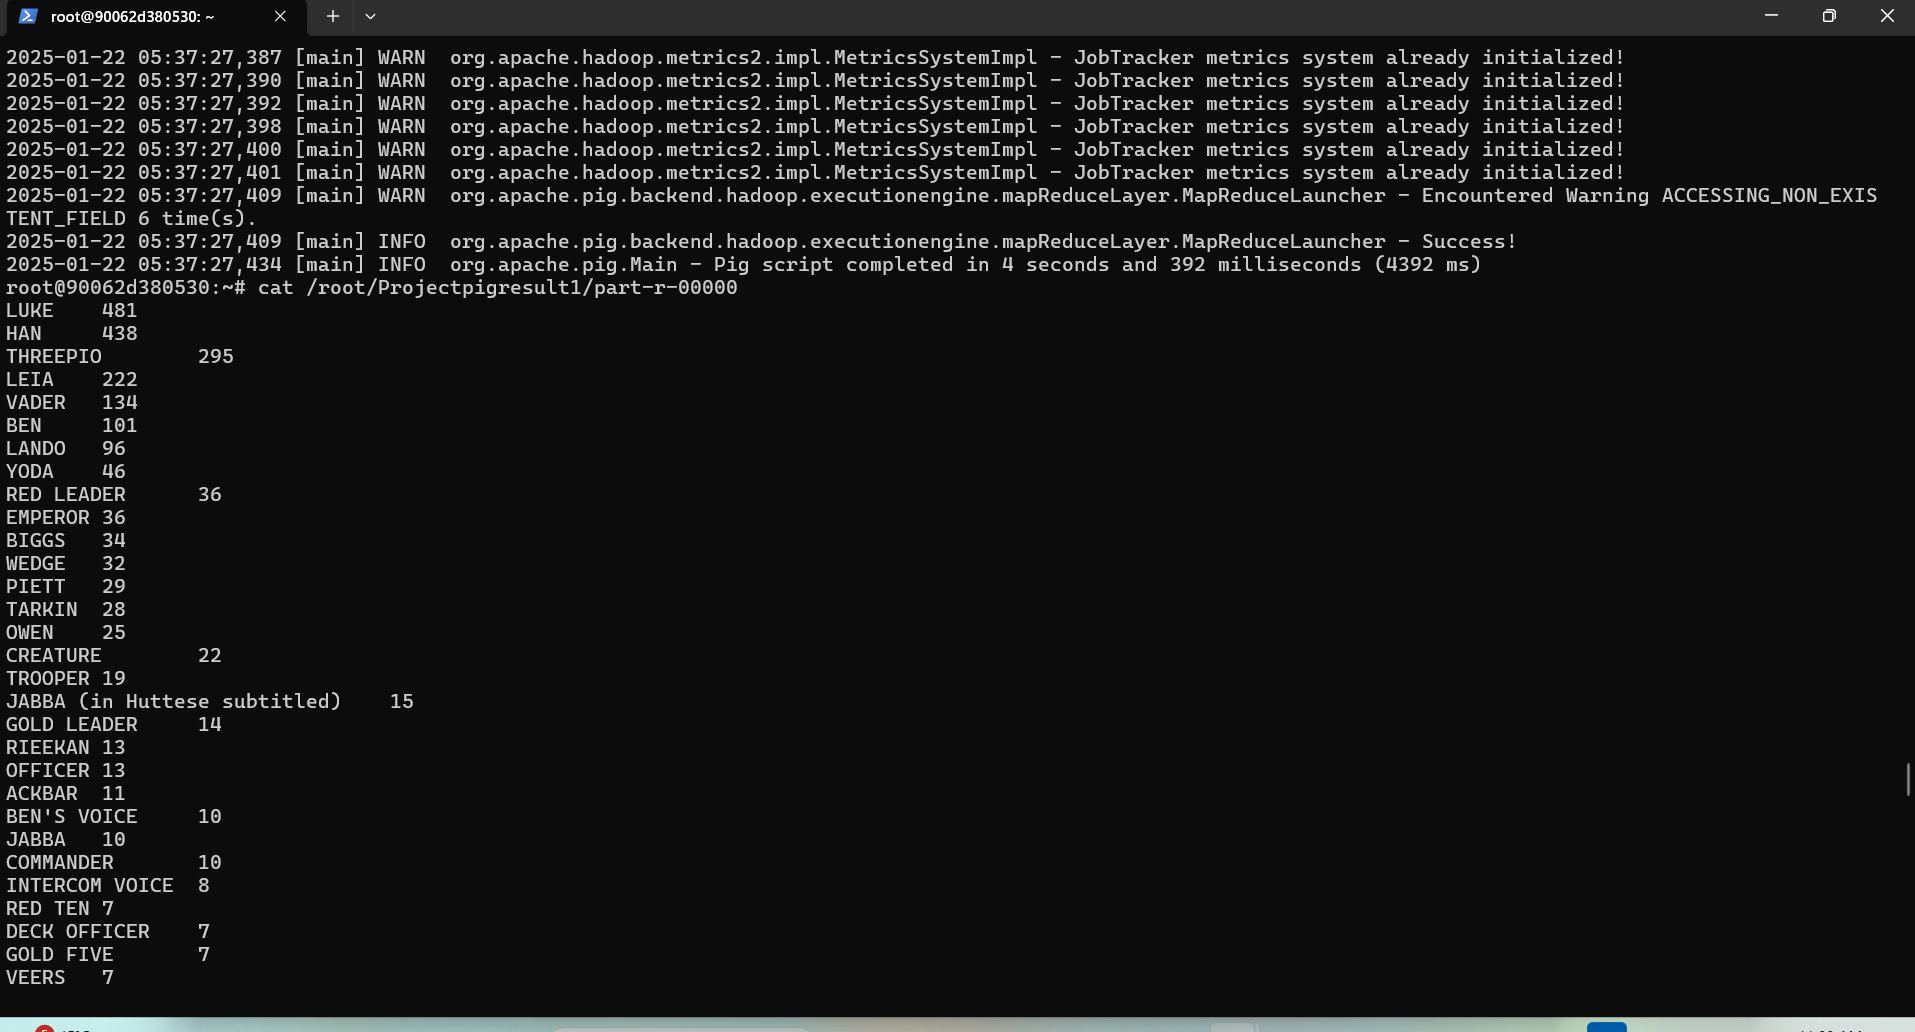 root@90062d380530: ~
2025-01-22 05:37:27,387 [main] WARN  org.apache.hadoop.metrics2.impl.MetricsSystemImpl - JobTracker metrics system already initialized!
2025-01-22 05:37:27,390 [main] WARN  org.apache.hadoop.metrics2.impl.MetricsSystemImpl - JobTracker metrics system already initialized!
2025-01-22 05:37:27,392 [main] WARN  org.apache.hadoop.metrics2.impl.MetricsSystemImpl - JobTracker metrics system already initialized!
2025-01-22 05:37:27,398 [main] WARN  org.apache.hadoop.metrics2.impl.MetricsSystemImpl - JobTracker metrics system already initialized!
2025-01-22 05:37:27,400 [main] WARN  org.apache.hadoop.metrics2.impl.MetricsSystemImpl - JobTracker metrics system already initialized!
2025-01-22 05:37:27,401 [main] WARN  org.apache.hadoop.metrics2.impl.MetricsSystemImpl - JobTracker metrics system already initialized!
2025-01-22 05:37:27,409 [main] WARN  org.apache.pig.backend.hadoop.executionengine.mapReduceLayer.MapReduceLauncher - Encountered Warning ACCESSING_NON_EXIS
TENT_FIELD 6 time(s).
2025-01-22 05:37:27,409 [main] INFO  org.apache.pig.backend.hadoop.executionengine.mapReduceLayer.MapReduceLauncher - Success!
2025-01-22 05:37:27,434 [main] INFO  org.apache.pig.Main - Pig script completed in 4 seconds and 392 milliseconds (4392 ms)
root@90062d380530:~# cat /root/Projectpigresult1/part-r-00000
LUKE    481
HAN     438
THREEPIO        295
LEIA    222
VADER   134
BEN     101
LANDO   96
YODA    46
RED LEADER      36
EMPEROR 36
BIGGS   34
WEDGE   32
PIETT   29
TARKIN  28
OWEN    25
CREATURE        22
TROOPER 19
JABBA (in Huttese subtitled)    15
GOLD LEADER     14
RIEEKAN 13
OFFICER 13
ACKBAR  11
BEN'S VOICE     10
JABBA   10
COMMANDER       10
INTERCOM VOICE  8
RED TEN 7
DECK OFFICER    7
GOLD FIVE       7
VEERS   7